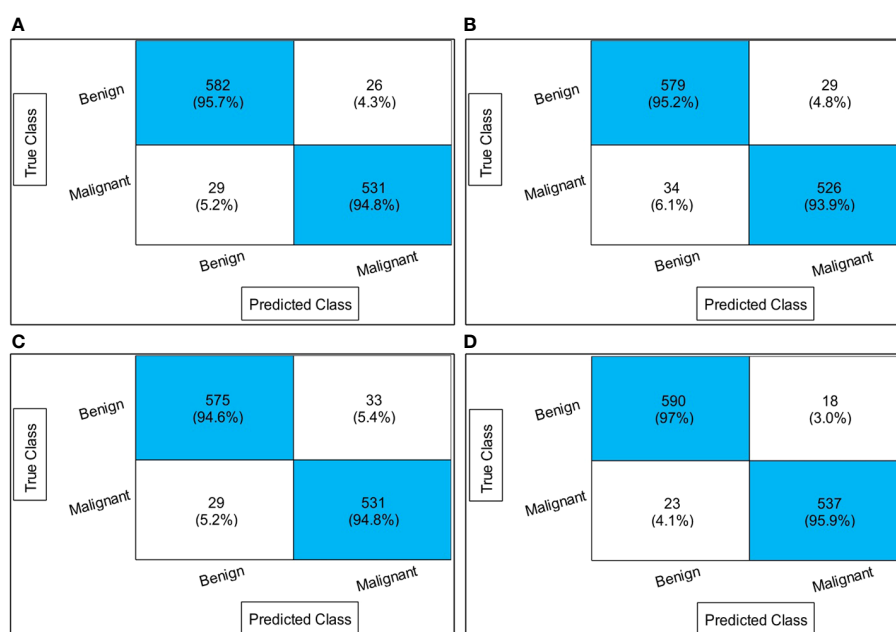 A
True Class
Benign
582
(95.7%)
26
(4.3%)
Malignant
29
(5.2%)
531
(94.8%)
Benign
Malignant
Predicted Class
B
True Class
Benign
579
(95.2%)
29
(4.8%)
Malignant
34
(6.1%)
526
(93.9%)
Benign
Malignant
Predicted Class
C
True Class
Benign
575
(94.6%)
33
(5.4%)
Malignant
29
(5.2%)
531
(94.8%)
Benign
Malignant
Predicted Class
D
True Class
Benign
590
(97%)
18
(3.0%)
Malignant
23
(4.1%)
537
(95.9%)
Benign
Malignant
Predicted Class